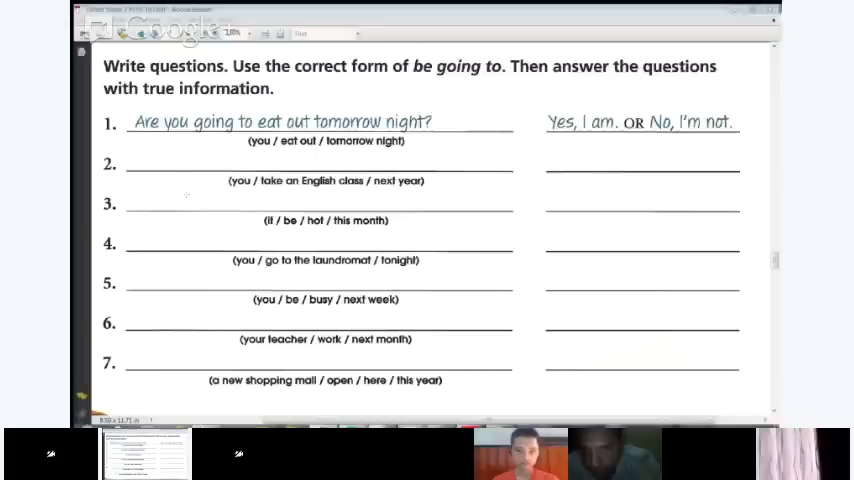 Google+
Write questions. Use the correct form of be going to. Then answer the questions
with true information.
1. Are you going to eat out tomorrow night? Yes, I am. OR No, I'm not.
(you / eat out / tomorrow night)
2.
(you / take an English class / next year)
3.
(it / be / hot / this month)
4.
(you / go to the laundromat / tonight)
5.
(you / be / busy / next week)
6.
(your teacher / work / next month)
7.
(a new shopping mall / open / here / this year)